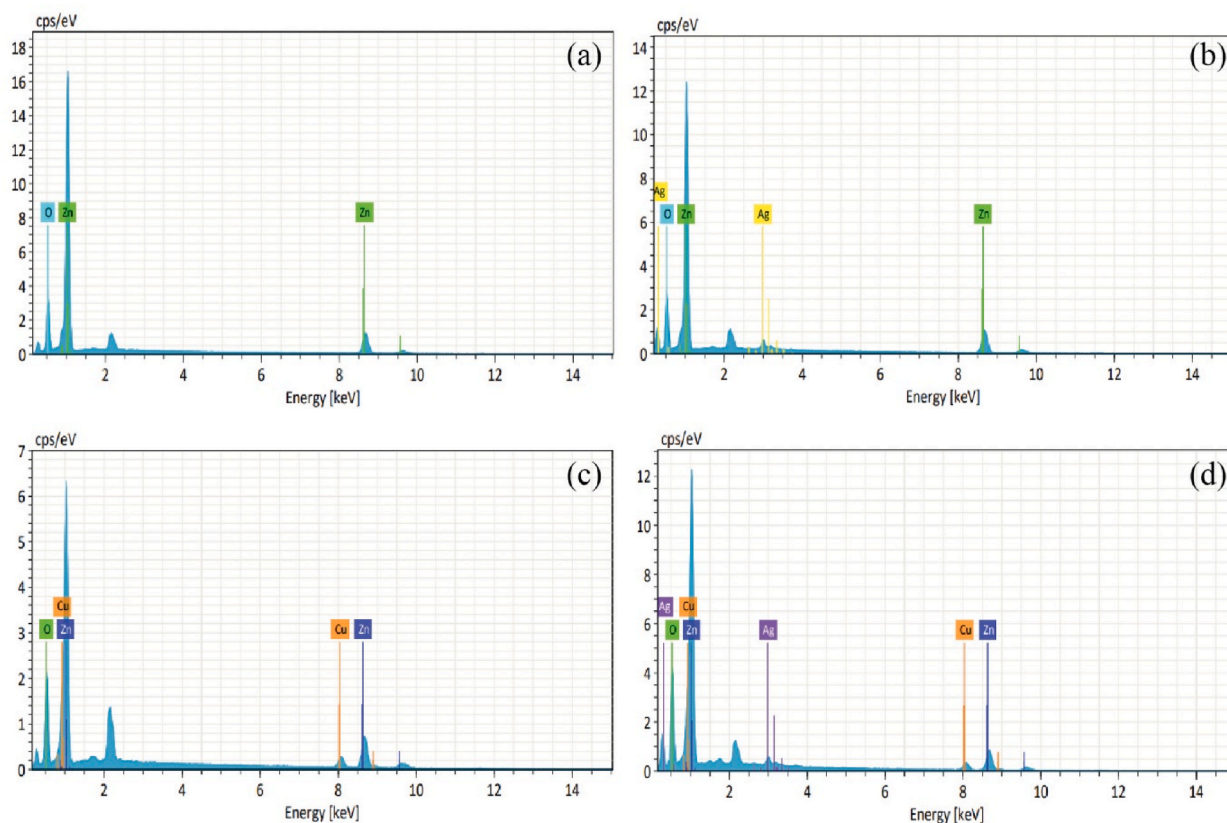 cps/eV
(a)
18
16
14
12
10
8
6
4
2
0
O Zn Zn
2 4 6 8 10 12 14
Energy [keV]
cps/eV
(b)
14
12
10
8
6
4
2
0
Ag
O Zn Ag Zn
2 4 6 8 10 12 14
Energy [keV]
cps/eV
(c)
7
6
5
4
3
2
1
0
Cu
O Zn Cu Zn
2 4 6 8 10 12 14
Energy [keV]
cps/eV
(d)
12
10
8
6
4
2
0
Ag Cu
O Zn Ag Cu Zn
2 4 6 8 10 12 14
Energy [keV]